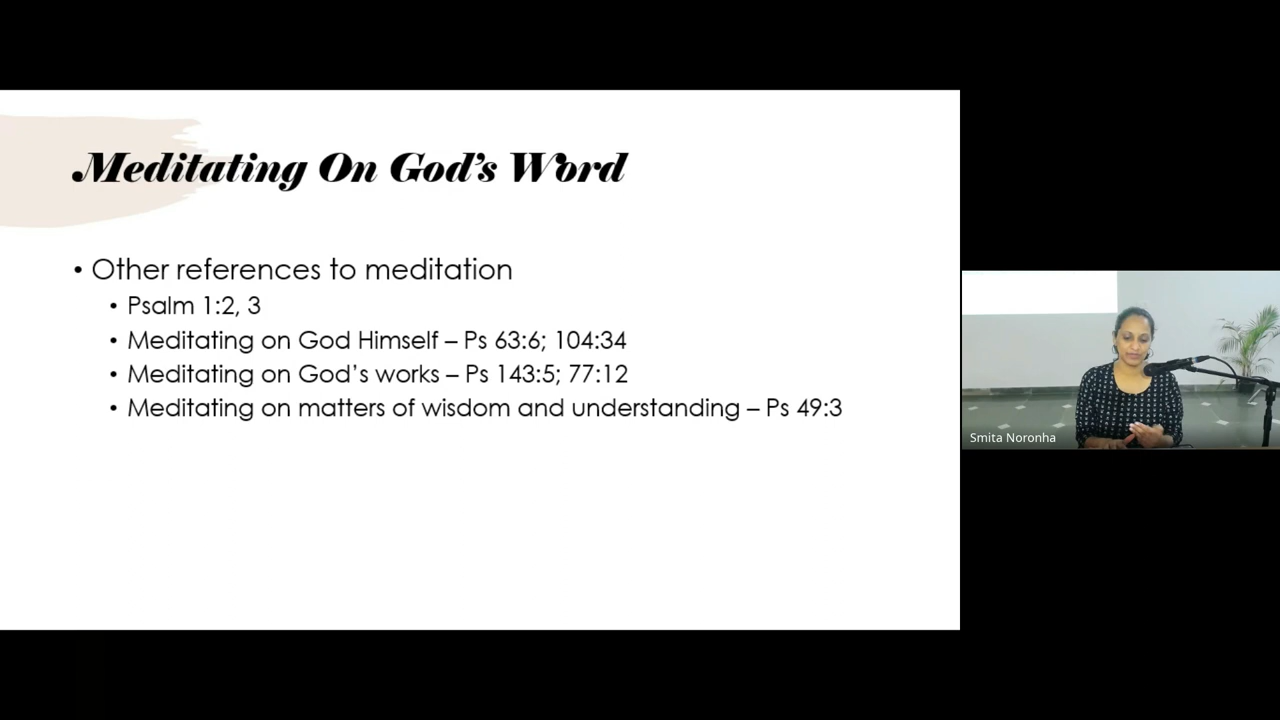 Meditating On God's Word
• Other references to meditation
• Psalm 1:2, 3
• Meditating on God Himself – Ps 63:6; 104:34
• Meditating on God's works – Ps 143:5; 77:12
• Meditating on matters of wisdom and understanding – Ps 49:3
Smita Noronha